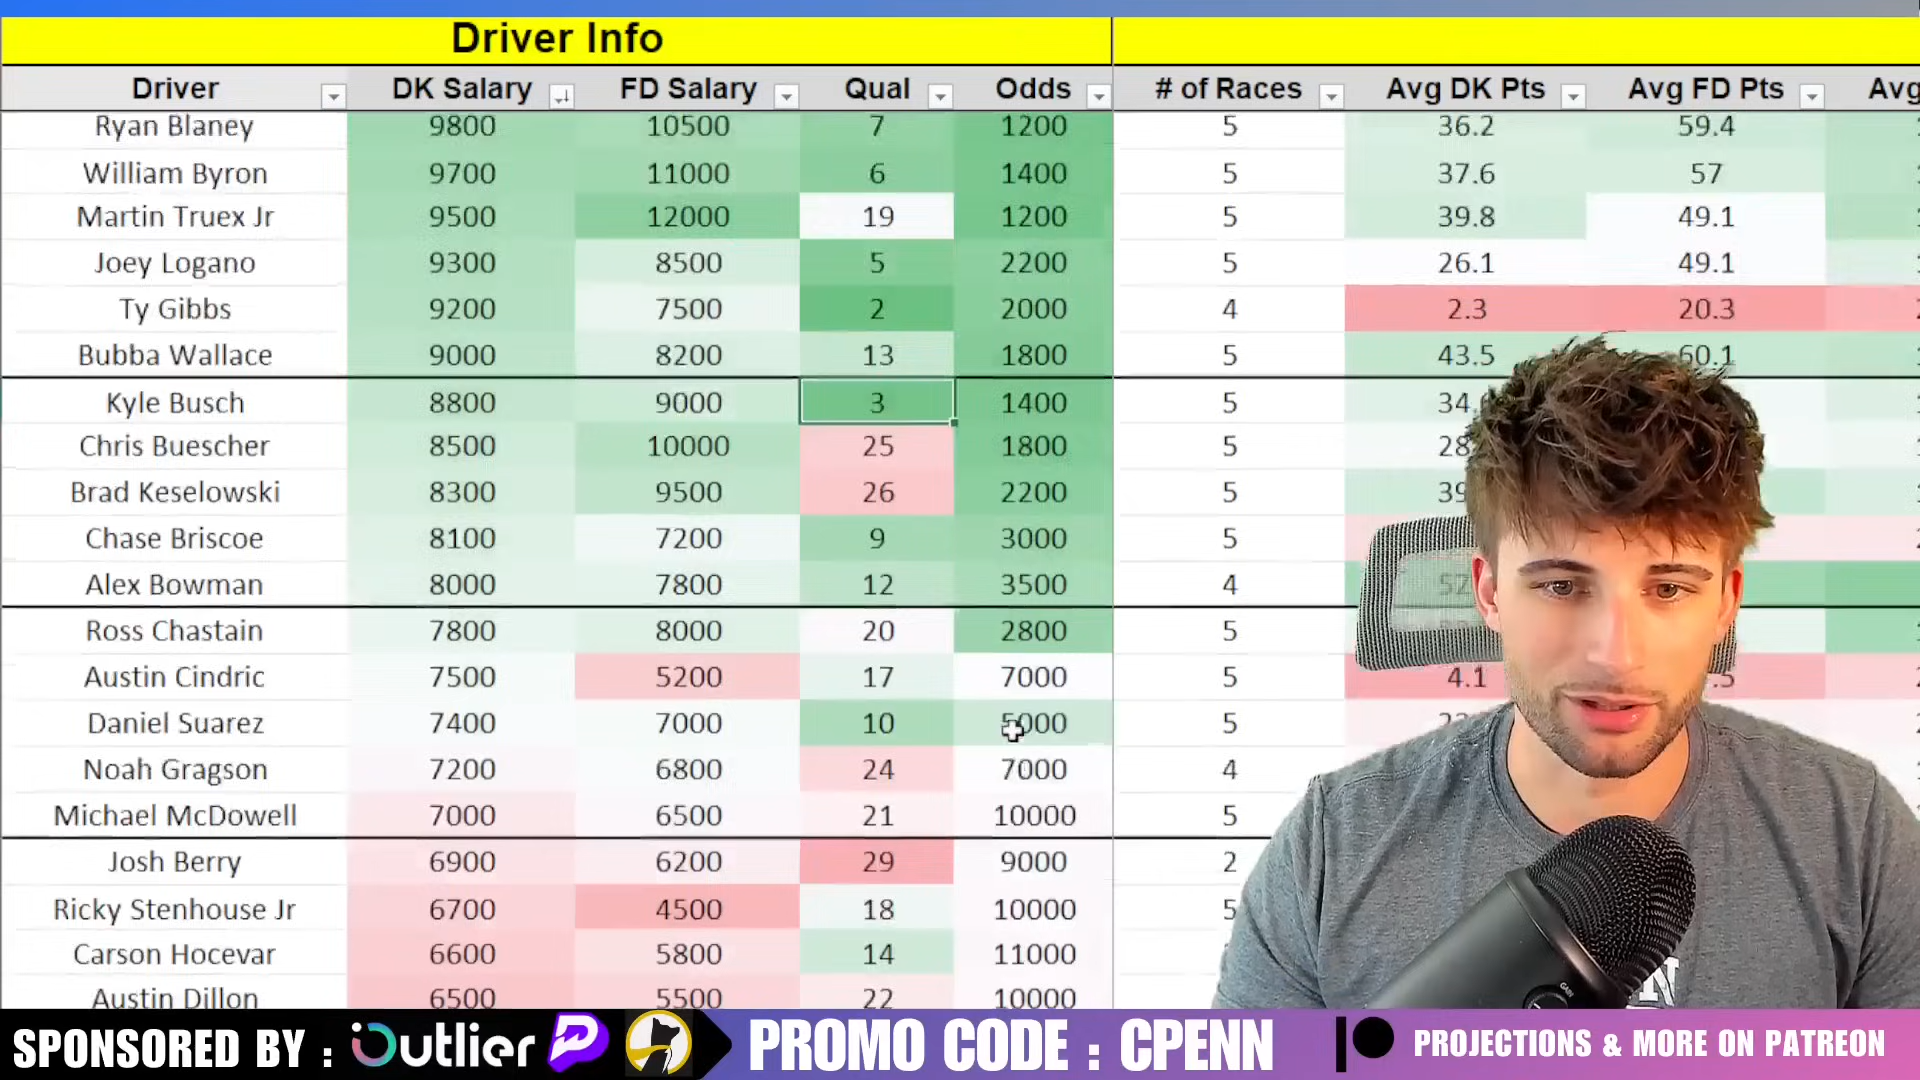 Driver Info
Driver DK Salary FD Salary Qual Odds # of Races Avg DK Pts Avg FD Pts Avg
Ryan Blaney 9800 10500 7 1200 5 36.2 59.4
William Byron 9700 11000 6 1400 5 37.6 57
Martin Truex Jr 9500 12000 19 1200 5 39.8 49.1
Joey Logano 9300 8500 5 2200 5 26.1 49.1
Ty Gibbs 9200 7500 2 2000 4 2.3 20.3
Bubba Wallace 9000 8200 13 1800 5 43.5 60.1
Kyle Busch 8800 9000 3 1400 5 34
Chris Buescher 8500 10000 25 1800 5 28
Brad Keselowski 8300 9500 26 2200 5 39
Chase Briscoe 8100 7200 9 3000 5
Alex Bowman 8000 7800 12 3500 4
Ross Chastain 7800 8000 20 2800 5
Austin Cindric 7500 5200 17 7000 5 4.1
Daniel Suarez 7400 7000 10 5000 5
Noah Gragson 7200 6800 24 7000 4
Michael McDowell 7000 6500 21 10000 5
Josh Berry 6900 6200 29 9000 2
Ricky Stenhouse Jr 6700 4500 18 10000 5
Carson Hocevar 6600 5800 14 11000
Austin Dillon 6500 5500 22 10000
SPONSORED BY : Outlier PROMO CODE : CPENN PROJECTIONS & MORE ON PATREON